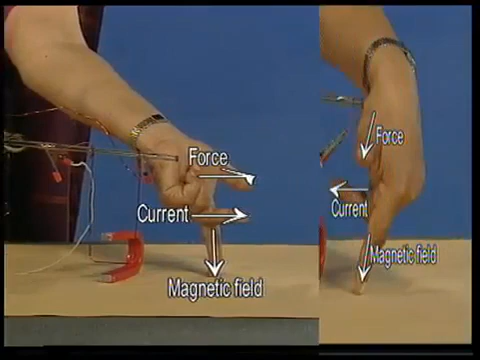 Force
Current
Magnetic field
Force
Current
Magnetic field